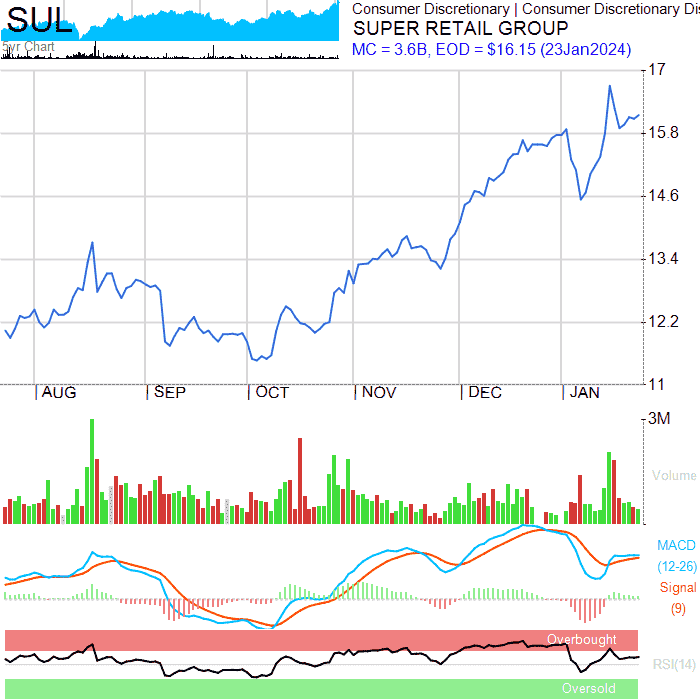 SUL
5yr Chart
Consumer Discretionary | Consumer Discretionary Dis
SUPER RETAIL GROUP
MC = 3.6B, EOD = $16.15 (23Jan2024)
17
15.8
14.6
13.4
12.2
11
AUG SEP OCT NOV DEC JAN
3M
Volume
MACD
(12-26)
Signal
(9)
Overbought
RSI(14)
Oversold